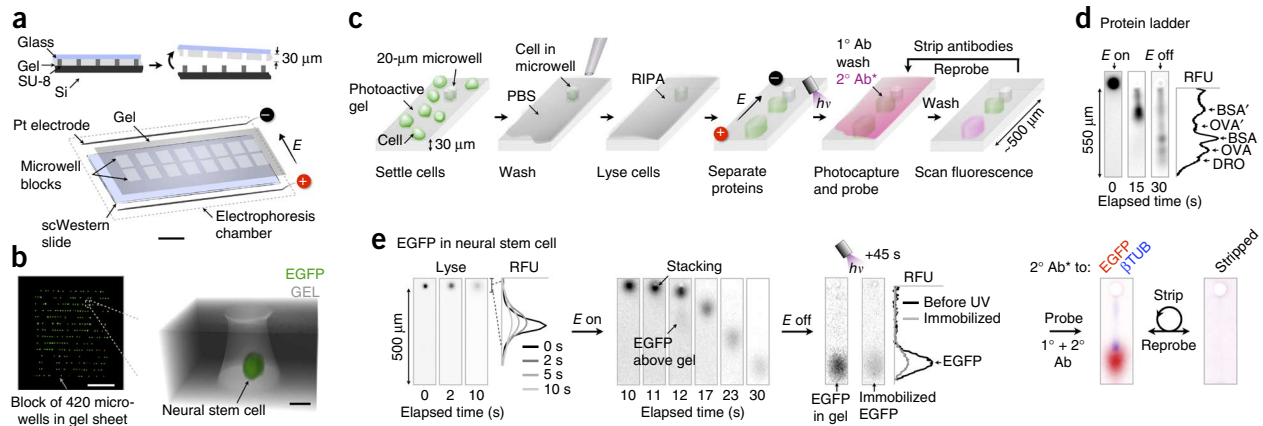 a
Glass
Gel
SU-8
Si
30 μm
Pt electrode
Gel
−
E
Microwell
blocks
+
scWestern
slide
Electrophoresis
chamber
b
EGFP
GEL
Block of 420 micro-
wells in gel sheet
Neural stem cell
c
20-μm microwell
Photoactive
gel
Cell
30 μm
Settle cells
Cell in
microwell
PBS
Wash
RIPA
Lyse cells
−
E
hν
+
Separate
proteins
1° Ab
wash
2° Ab*
Photocapture
and probe
Strip antibodies
Reprobe
Wash
~500 μm
Scan fluorescence
d
Protein ladder
E on
E off
RFU
550 μm
BSA′
OVA′
BSA
OVA
DRO
0 15 30
Elapsed time (s)
e
EGFP in neural stem cell
Lyse
RFU
500 μm
0 s
2 s
5 s
10 s
0 2 10
Elapsed time (s)
E on
Stacking
EGFP
above gel
10 11 12 17 23 30
Elapsed time (s)
E off
hν
+45 s
RFU
Before UV
Immobilized
EGFP
EGFP
in gel
Immobilized
EGFP
Probe
1° + 2°
Ab
2° Ab* to:
EGFP
βTUB
Strip
Reprobe
Stripped